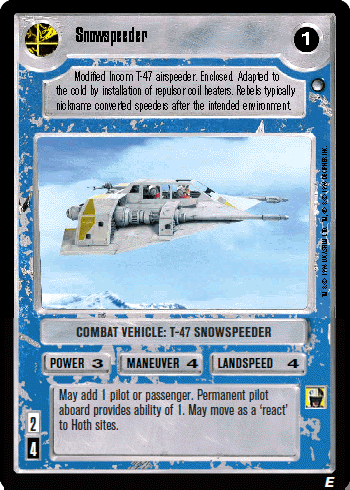 Snowspeeder
1
Modified Incom T-47 airspeeder. Enclosed. Adapted to
the cold by installation of repulsor coil heaters. Rebels typically
nickname converted speeders after the intended environment.
COMBAT VEHICLE: T-47 SNOWSPEEDER
POWER 3
MANEUVER 4
LANDSPEED 4
May add 1 pilot or passenger. Permanent pilot
aboard provides ability of 1. May move as a 'react'
to Hoth sites.
2
4
E